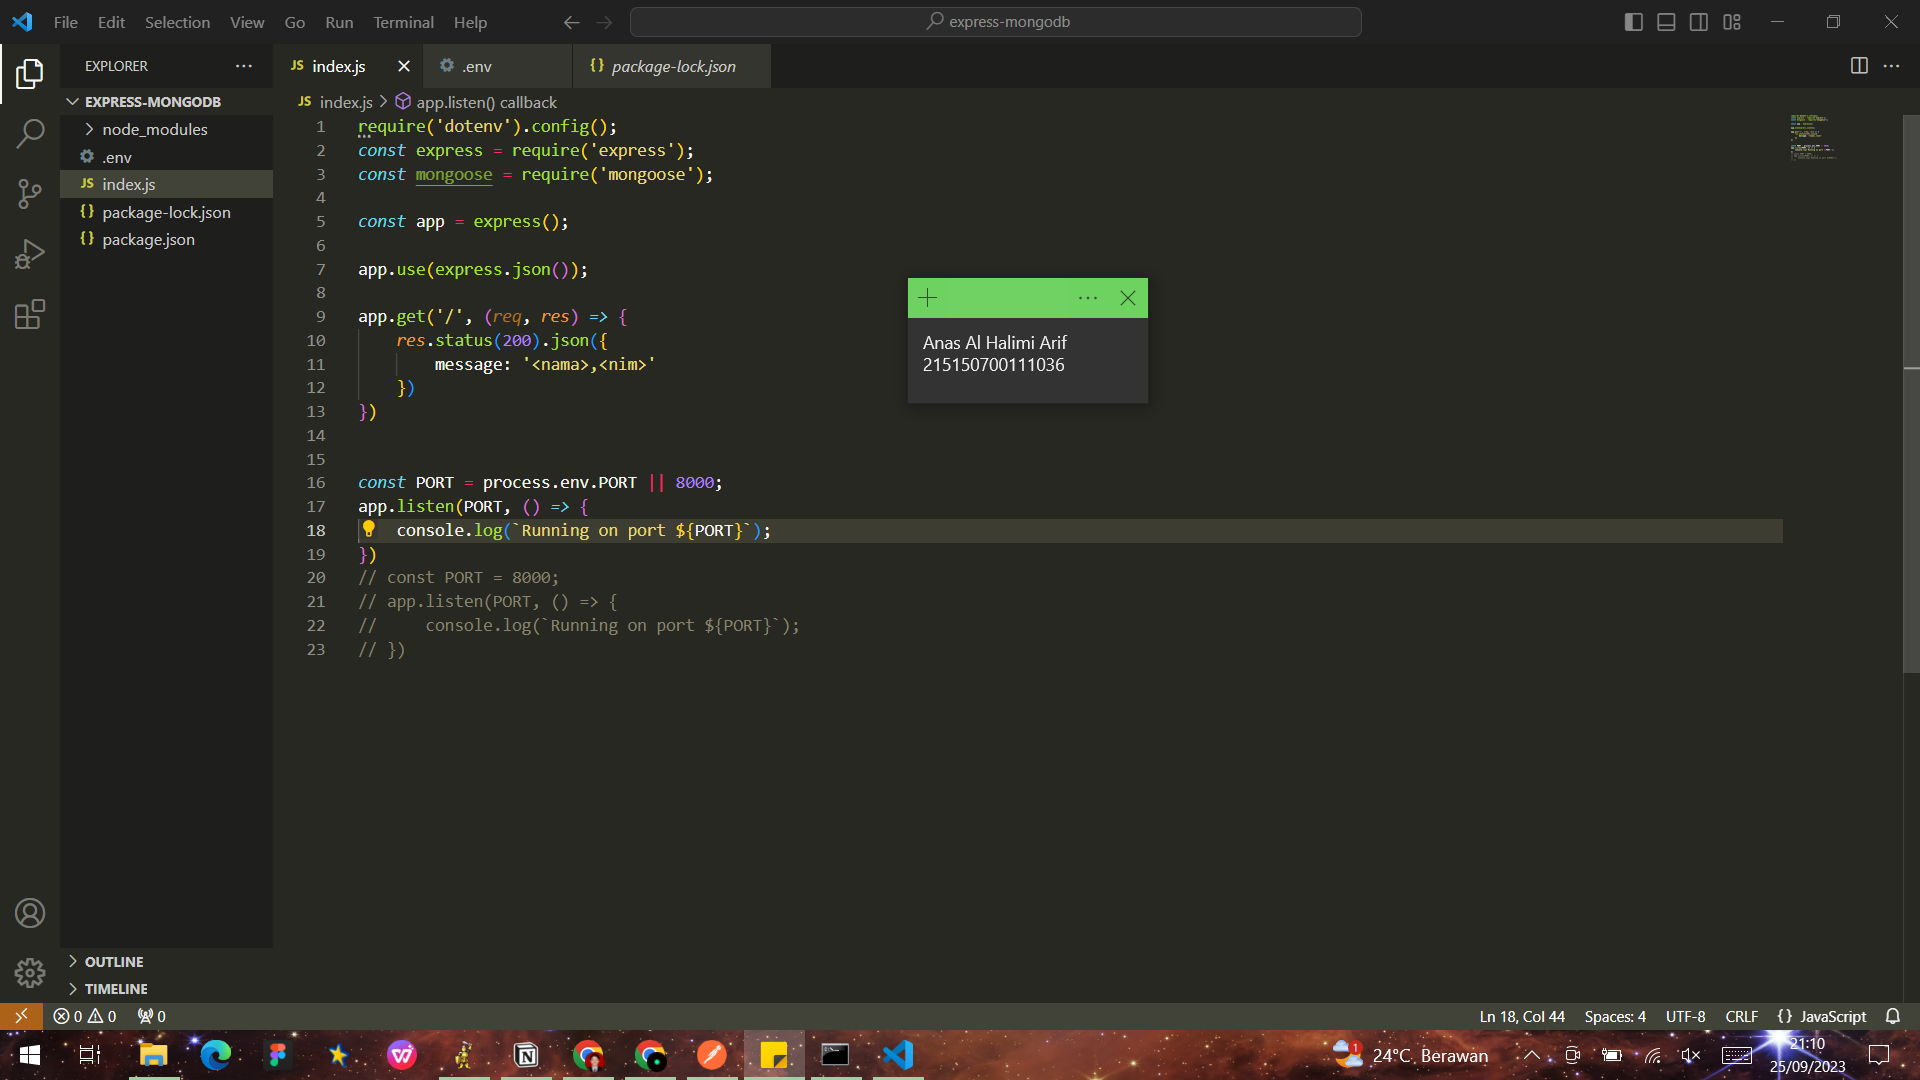 File Edit Selection View Go Run Terminal Help
express-mongodb
EXPLORER
index.js
.env
package-lock.json
EXPRESS-MONGODB
node_modules
.env
index.js
package-lock.json
package.json
OUTLINE
TIMELINE
JS index.js > app.listen() callback
1 require('dotenv').config();
2 const express = require('express');
3 const mongoose = require('mongoose');
4
5 const app = express();
6
7 app.use(express.json());
8
9 app.get('/', (req, res) => {
10 res.status(200).json({
11 message: '<nama>,<nim>'
12 })
13 })
14
15
16 const PORT = process.env.PORT || 8000;
17 app.listen(PORT, () => {
18 console.log(`Running on port ${PORT}`);
19 })
20 // const PORT = 8000;
21 // app.listen(PORT, () => {
22 // console.log(`Running on port ${PORT}`);
23 // })
Anas Al Halimi Arif
215150700111036
0 0 0
Ln 18, Col 44 Spaces: 4 UTF-8 CRLF {} JavaScript
24°C Berawan
21:10
25/09/2023